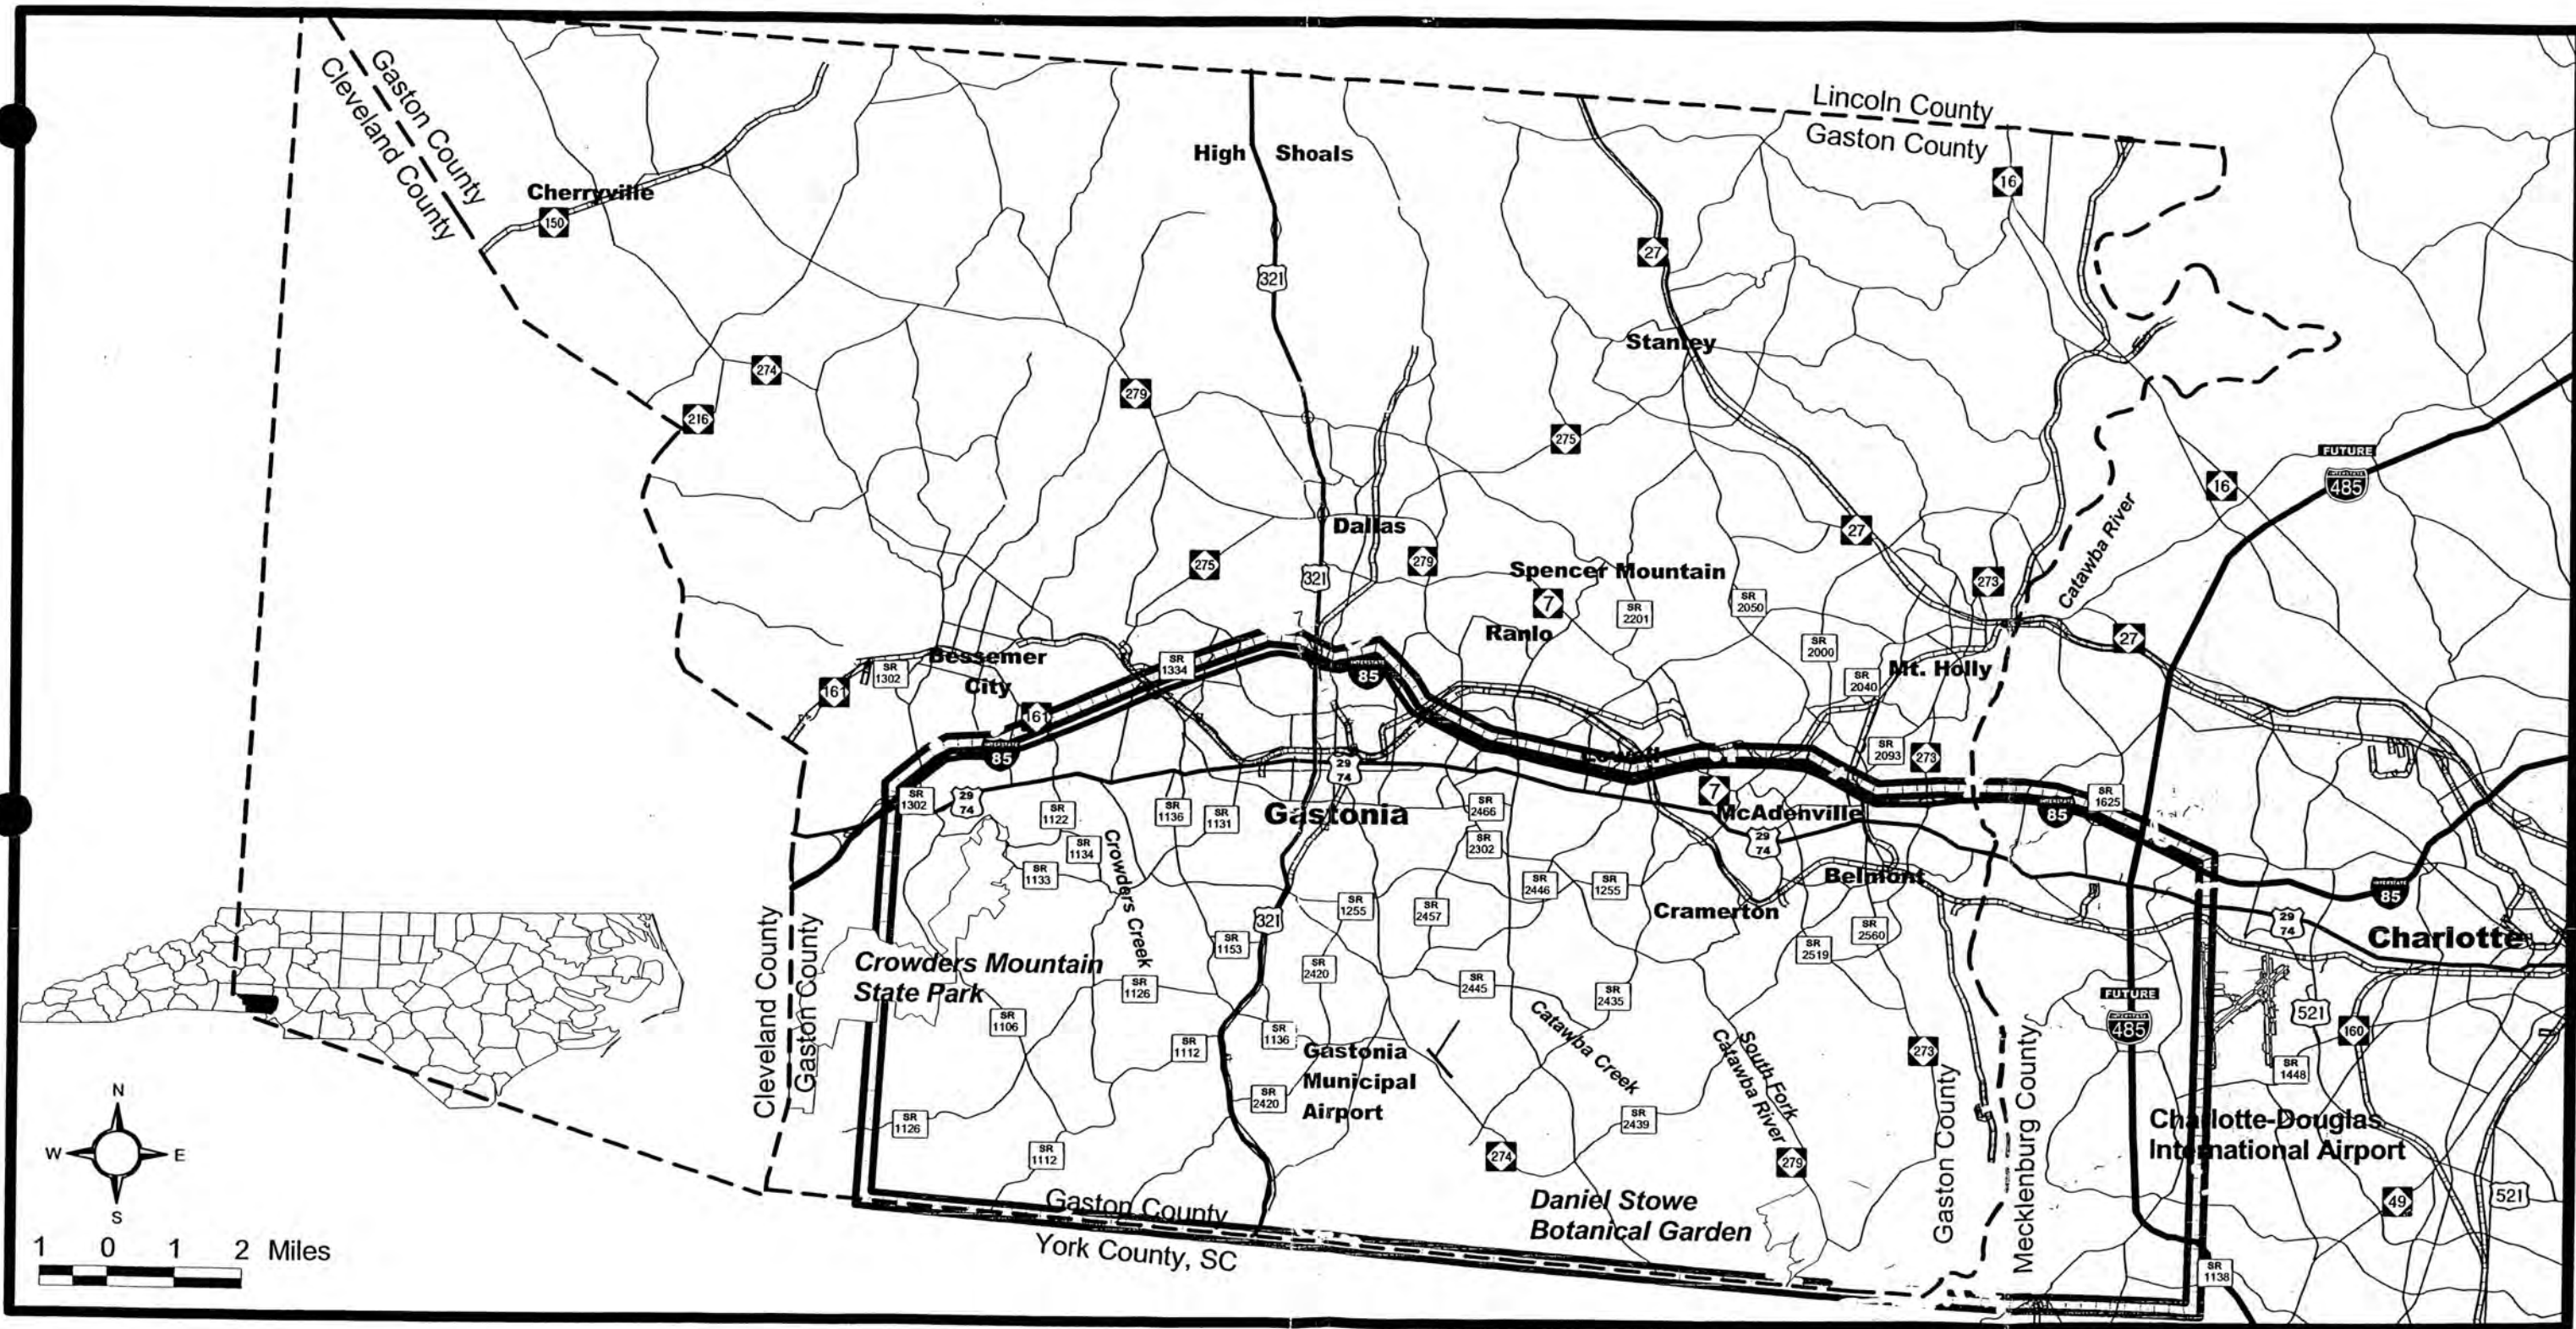 Gaston County
Cleveland County
Lincoln County
Gaston County
High Shoals
16
Cherryville
150
27
321
Stanley
274
279
216
275
FUTURE
INTERSTATE
485
16
Catawba River
Dallas
27
275
279
321
Spencer Mountain
273
7
SR
2201
SR
2050
Ranlo
SR
2000
27
Bessemer
City
SR
1302
SR
1334
161
161
INTERSTATE
85
Mt. Holly
SR
2040
INTERSTATE
85
Lowell
SR
2093
273
29
74
7
SR
1302
29
74
SR
1122
SR
1136
SR
1131
Gastonia
SR
2466
McAdenville
INTERSTATE
85
SR
1625
SR
1134
SR
1133
Crowders Creek
SR
2302
29
74
Belmont
SR
2446
SR
1255
INTERSTATE
85
321
SR
1255
SR
2457
Cramerton
29
74
Charlotte
SR
1153
SR
2560
SR
2519
Cleveland County
Gaston County
Crowders Mountain
State Park
SR
1126
SR
2420
SR
2445
SR
2435
FUTURE
INTERSTATE
485
521
160
SR
1106
SR
1112
SR
1136
Gastonia
Municipal
Airport
Catawba Creek
South Fork
Catawba River
273
SR
1448
SR
1126
SR
2420
SR
2439
Gaston County
Mecklenburg County
Charlotte-Douglas
International Airport
SR
1112
274
279
521
49
Daniel Stowe
Botanical Garden
Gaston County
York County, SC
SR
1138
N
W
E
S
1 0 1 2 Miles